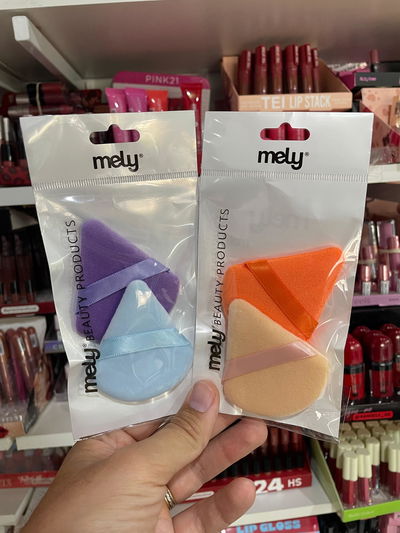 PINK21
TEI LIP STACK
mely®
BEAUTY PRODUCTS
mely®
mely®
BEAUTY PRODUCTS
mely®
24 HS
LIP GLOSS